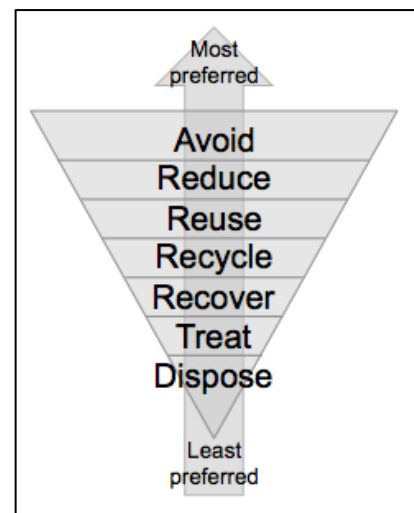 Most
preferred
Avoid
Reduce
Reuse
Recycle
Recover
Treat
Dispose
Least
preferred